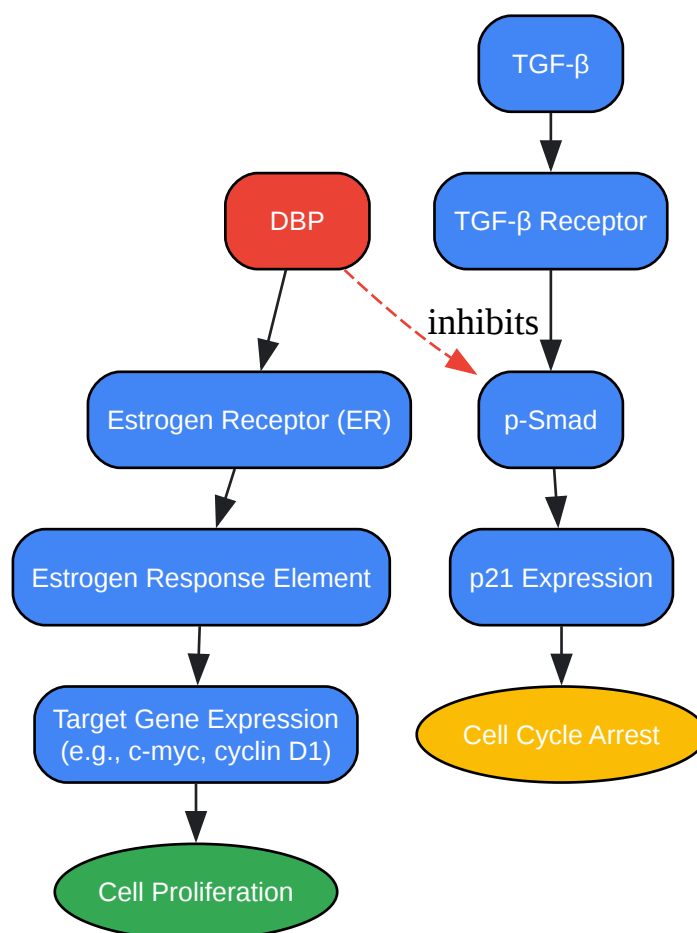 TGF-β
DBP
TGF-β Receptor
inhibits
Estrogen Receptor (ER)
p-Smad
Estrogen Response Element
p21 Expression
Target Gene Expression
(e.g., c-myc, cyclin D1)
Cell Cycle Arrest
Cell Proliferation